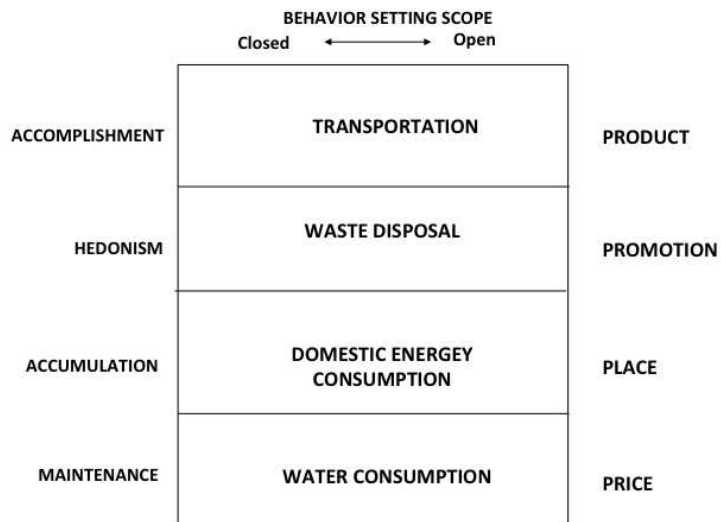 BEHAVIOR SETTING SCOPE
Closed Open
ACCOMPLISHMENT TRANSPORTATION PRODUCT
HEDONISM WASTE DISPOSAL PROMOTION
ACCUMULATION DOMESTIC ENERGEY PLACE
CONSUMPTION
MAINTENANCE WATER CONSUMPTION PRICE